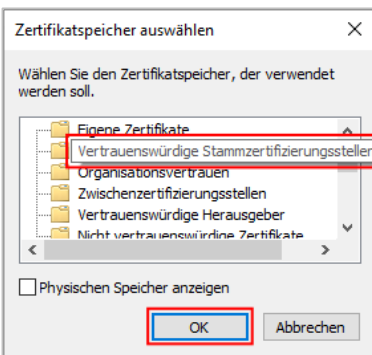 Zertifikatspeicher auswählen
Wählen Sie den Zertifikatspeicher, der verwendet
werden soll.
Eigene Zertifikate
Vertrauenswürdige Stammzertifizierungsstellen
Organisationsvertrauen
Zwischenzertifizierungsstellen
Vertrauenswürdige Herausgeber
Nicht vertrauenswürdige Zertifikate
Physischen Speicher anzeigen
OK
Abbrechen